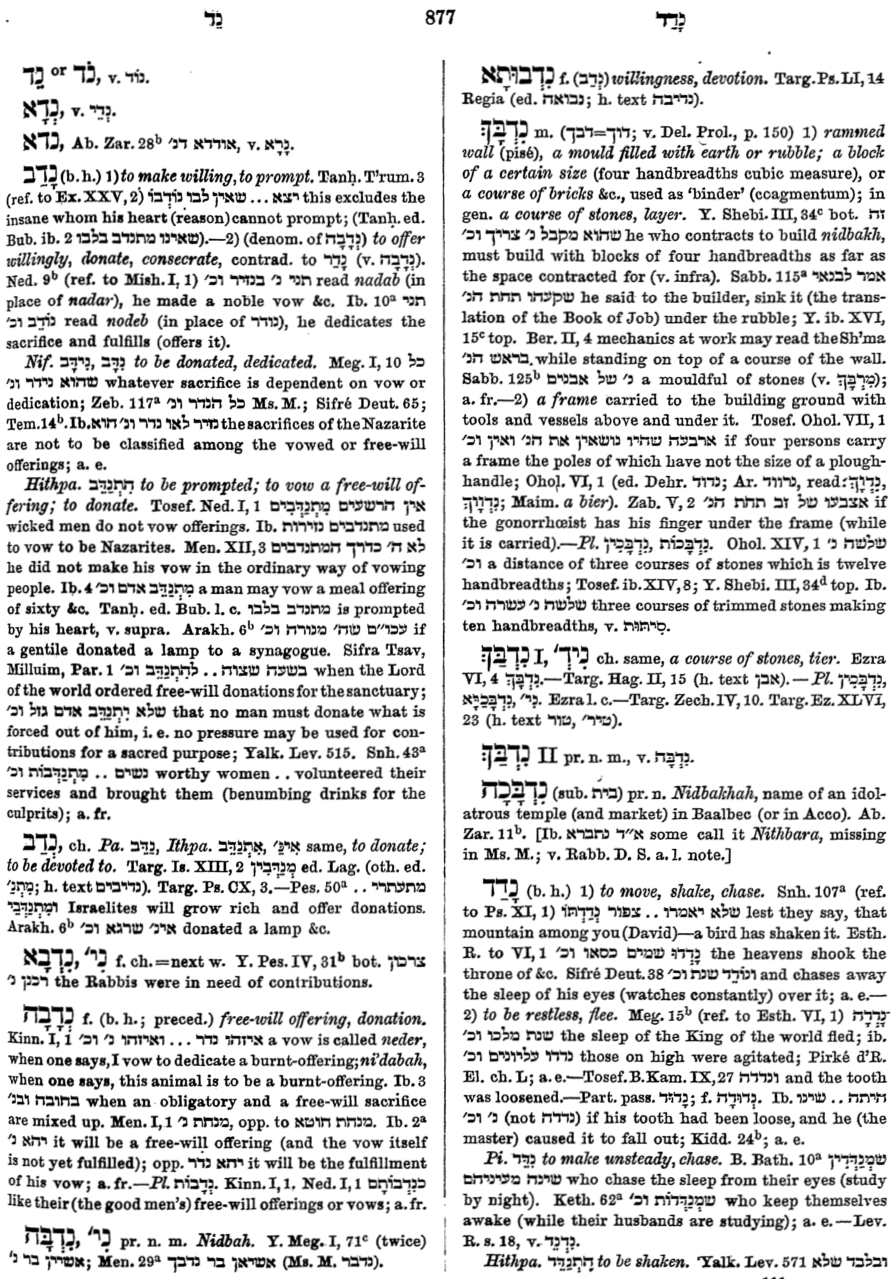 נַד
877
נָדַד
נֵד or נֹד, v. נוֹד.
נְדָא, v. נְדֵי.
נדא, Ab. Zar. 28b אודדא דנ׳, v. נָרָא.
נָדַב (b. h.) 1) to make willing, to prompt. Tanḥ. T'rum. 3
(ref. to Ex. XXV, 2) יצא ... שאין לבו נוֹדְבוֹ this excludes the
insane whom his heart (reason) cannot prompt; (Tanḥ. ed.
Bub. ib. 2 שאינו מתנדב בלבו).—2) (denom. of נְדָבָה) to offer
willingly, donate, consecrate, contrad. to נָדַר (v. נְדָבָה).
Ned. 9b (ref. to Mish. I, 1) תני נ׳ בנזיר וכ׳ read nadab (in
place of nadar), he made a noble vow &c. Ib. 10a תני
נוֹדֵב וכ׳ read nodeb (in place of נודר), he dedicates the
sacrifice and fulfills (offers it).
Nif. נִדַּב, נִידַּב to be donated, dedicated. Meg. I, 10 כל
שהוא נידר ונ׳ whatever sacrifice is dependent on vow or
dedication; Zeb. 117a כל הנדר ונ׳ Ms. M.; Sifré Deut. 65;
Tem. 14b. Ib. נזיר לאו נדר ונ׳ הוא the sacrifices of the Nazarite
are not to be classified among the vowed or free-will
offerings; a. e.
Hithpa. הִתְנַדֵּב to be prompted; to vow a free-will of-
fering; to donate. Tosef. Ned. I, 1 אין הרשעים מִתְנַדְּבִים
wicked men do not vow offerings. Ib. מתנדבים נזירות used
to vow to be Nazarites. Men. XII, 3 לא ה׳ כדרך המתנדבים
he did not make his vow in the ordinary way of vowing
people. Ib. 4 מִתְנַדֵּב אדם וכ׳ a man may vow a meal offering
of sixty &c. Tanḥ. ed. Bub. l. c. מתנדב בלבו is prompted
by his heart, v. supra. Arakh. 6b עכו״ם שה׳ מנורה וכ׳ if
a gentile donated a lamp to a synagogue. Sifra Tsav,
Milluim, Par. 1 בשעה שצוה .. לְהִתְנַדֵּב וכ׳ when the Lord
of the world ordered free-will donations for the sanctuary;
שלא יִתְנַדֵּב אדם גזל וכ׳ that no man must donate what is
forced out of him, i. e. no pressure may be used for con-
tributions for a sacred purpose; Yalk. Lev. 515. Snh. 43a
נשים .. מִתְנַדְּבוֹת וכ׳ worthy women . . volunteered their
services and brought them (benumbing drinks for the
culprits); a. fr.
נְדַב, ch. Pa. נַדֵּב, Ithpa. אִתְנַדֵּב, אִינּ׳ same, to donate;
to be devoted to. Targ. Is. XIII, 2 מְנַדְּבִין ed. Lag. (oth. ed.
מִתְנַ׳; h. text נדיבים). Targ. Ps. CX, 3.—Pes. 50a מתעתרי ..
וּמִתְנַדְּבֵי Israelites will grow rich and offer donations.
Arakh. 6b אינ׳ שרגא וכ׳ donated a lamp &c.
נְדָבָא, נִי׳ f. ch.=next w. Y. Pes. IV, 31b bot. צרכון
רבנן נ׳ the Rabbis were in need of contributions.
נְדָבָה f. (b. h.; preced.) free-will offering, donation.
Kinn. I, 1 איזהו נדר ... ואיזוהו נ׳ וכ׳ a vow is called neder,
when one says, I vow to dedicate a burnt-offering; ni'dabah,
when one says, this animal is to be a burnt-offering. Ib. 3
בחובה ובנ׳ when an obligatory and a free-will sacrifice
are mixed up. Men. I, 1 מנחת נ׳, opp. to מנחת חוטא. Ib. 2a
יהא נ׳ it will be a free-will offering (and the vow itself
is not yet fulfilled); opp. יהא נדר it will be the fulfillment
of his vow; a. fr.—Pl. נְדָבוֹת. Kinn. I, 1. Ned. I, 1 כנִדְבוֹתָם
like their (the good men's) free-will offerings or vows; a. fr.
נִדְבָּה, נִי׳ pr. n. m. Nidbah. Y. Meg. I, 71c (twice)
אשירן בר נ׳; Men. 29a אשיאן בר נדבך (Ms. M. נדבר).
נִדְבוּתָא f. (נְדַב) willingness, devotion. Targ. Ps. LI, 14
Regia (ed. נבואה; h. text נדיבה).
נִדְבָּךְ m. (דבך=דוך; v. Del. Prol., p. 150) 1) rammed
wall (pisé), a mould filled with earth or rubble; a block
of a certain size (four handbreadths cubic measure), or
a course of bricks &c., used as 'binder' (coagmentum); in
gen. a course of stones, layer. Y. Shebi. III, 34c bot. זה
שהוא מקבל נ׳ צריך וכ׳ he who contracts to build nidbakh,
must build with blocks of four handbreadths as far as
the space contracted for (v. infra). Sabb. 115a אמר לבנאי
שקעהו תחת הנ׳ he said to the builder, sink it (the trans-
lation of the Book of Job) under the rubble; Y. ib. XVI,
15c top. Ber. II, 4 mechanics at work may read the Sh'ma
בראש הנ׳ while standing on top of a course of the wall.
Sabb. 125b נ׳ של אבנים a mouldful of stones (v. מִרְבָּךְ);
a. fr.—2) a frame carried to the building ground with
tools and vessels above and under it. Tosef. Ohol. VII, 1
ארבעה שהיו נושאין את הנ׳ ואין וכ׳ if four persons carry
a frame the poles of which have not the size of a plough-
handle; Ohol. VI, 1 (ed. Dehr. נדוד; Ar. נרווד, read: נִדְוָךְ,
נִדְוָוךְ; Maim. a bier). Zab. V, 2 אצבעו של זב תחת הנ׳ if
the gonorrhœist has his finger under the frame (while
it is carried).—Pl. נִדְבָּכִין, נִדְבָּכוֹת. Ohol. XIV, 1 שלשה נ׳
וכ׳ a distance of three courses of stones which is twelve
handbreadths; Tosef. ib. XIV, 8; Y. Shebi. III, 34d top. Ib.
שלשה נ׳ עשרה וכ׳ three courses of trimmed stones making
ten handbreadths, v. סִיתּוּת.
נִדְבַּךְ I, נִידְ׳ ch. same, a course of stones, tier. Ezra
VI, 4 נִדְבָּךְ.—Targ. Hag. II, 15 (h. text אבן).—Pl. נִדְבָּכִין,
נִדְבָּכַיָּא, נִי׳. Ezra l. c.—Targ. Zech. IV, 10. Targ. Ez. XLVI,
23 (h. text טור, טיר׳).
נִדְבַּךְ II pr. n. m., v. נִדְבָּה.
נִדְבָּכָה (sub. בית) pr. n. Nidbakhah, name of an idol-
atrous temple (and market) in Baalbec (or in Acco). Ab.
Zar. 11b. [Ib. א״ד נתברא some call it Nithbara, missing
in Ms. M.; v. Rabb. D. S. a. l. note.]
נָדַד (b. h.) 1) to move, shake, chase. Snh. 107a (ref.
to Ps. XI, 1) שלא יאמרו .. צפור נְדָדַתּוּ lest they say, that
mountain among you (David)—a bird has shaken it. Esth.
R. to VI, 1 נָדְדוּ שמים כסאו וכ׳ the heavens shook the
throne of &c. Sifré Deut. 38 ונוֹדֵד שנת וכ׳ and chases away
the sleep of his eyes (watches constantly) over it; a. e.—
2) to be restless, flee. Meg. 15b (ref. to Esth. VI, 1) נָדְדָה
שנת מלכו וכ׳ the sleep of the King of the world fled; ib.
נדדו עליונים וכ׳ those on high were agitated; Pirké d'R.
El. ch. L; a. e.—Tosef. B. Kam. IX, 27 ונדדה and the tooth
was loosened.—Part. pass. נָדוּד; f. נְדוּדָה. Ib. היתה .. שינו
נ׳ וכ׳ (not נדדה) if his tooth had been loose, and he (the
master) caused it to fall out; Kidd. 24b; a. e.
Pi. נִדֵּד to make unsteady, chase. B. Bath. 10a שמְנַדְּדִין
שינה מעיניהם who chase the sleep from their eyes (study
by night). Keth. 62a שמְנַדְּדוֹת וכ׳ who keep themselves
awake (while their husbands are studying); a. e.—Lev.
R. s. 18, v. נִדְנֵד.
Hithpa. הִתְנַדֵּד to be shaken. Yalk. Lev. 571 ובלבד שלא